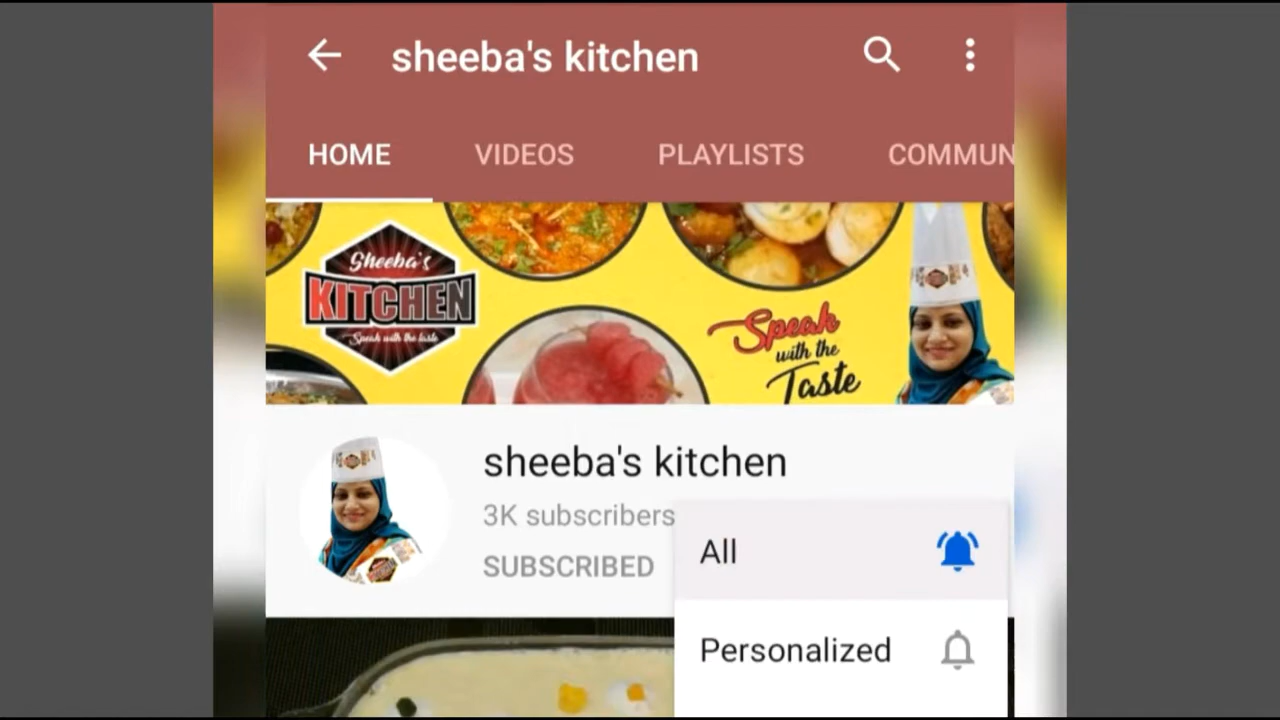 sheeba's kitchen
HOME VIDEOS PLAYLISTS COMMUN
Sheeba's
KITCHEN
Speak with the taste
Speak
with the
Taste
sheeba's kitchen
3K subscribers
SUBSCRIBED
All
Personalized